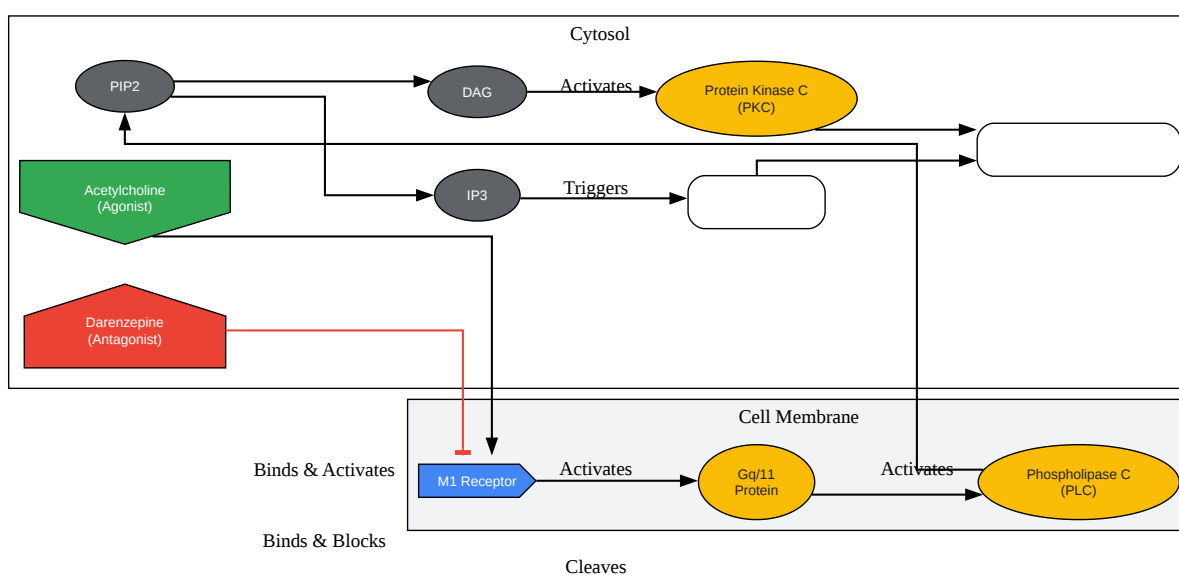 Cytosol
PIP2
DAG
Activates
Protein Kinase C
(PKC)
Acetylcholine
(Agonist)
IP3
Triggers
Darenzepine
(Antagonist)
Cell Membrane
Binds & Activates
M1 Receptor
Activates
Gq/11
Protein
Activates
Phospholipase C
(PLC)
Binds & Blocks
Cleaves